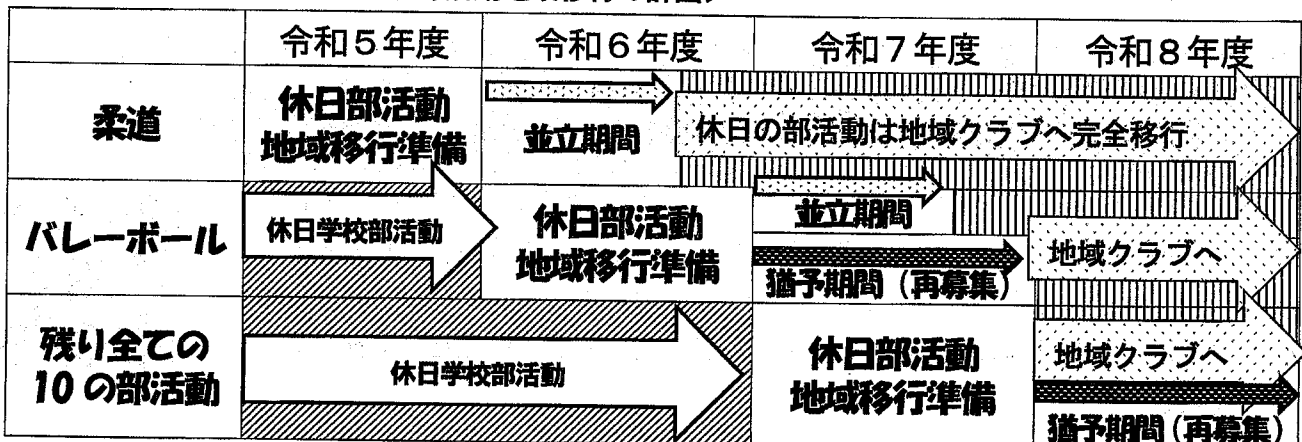 令和5年度
令和6年度
令和7年度
令和8年度
柔道
休日部活動
地域移行準備
並立期間
休日の部活動は地域クラブへ完全移行
バレーボール
休日学校部活動
休日部活動
地域移行準備
並立期間
猶予期間（再募集）
地域クラブへ
残り全ての
10の部活動
休日学校部活動
休日部活動
地域移行準備
地域クラブへ
猶予期間（再募集）